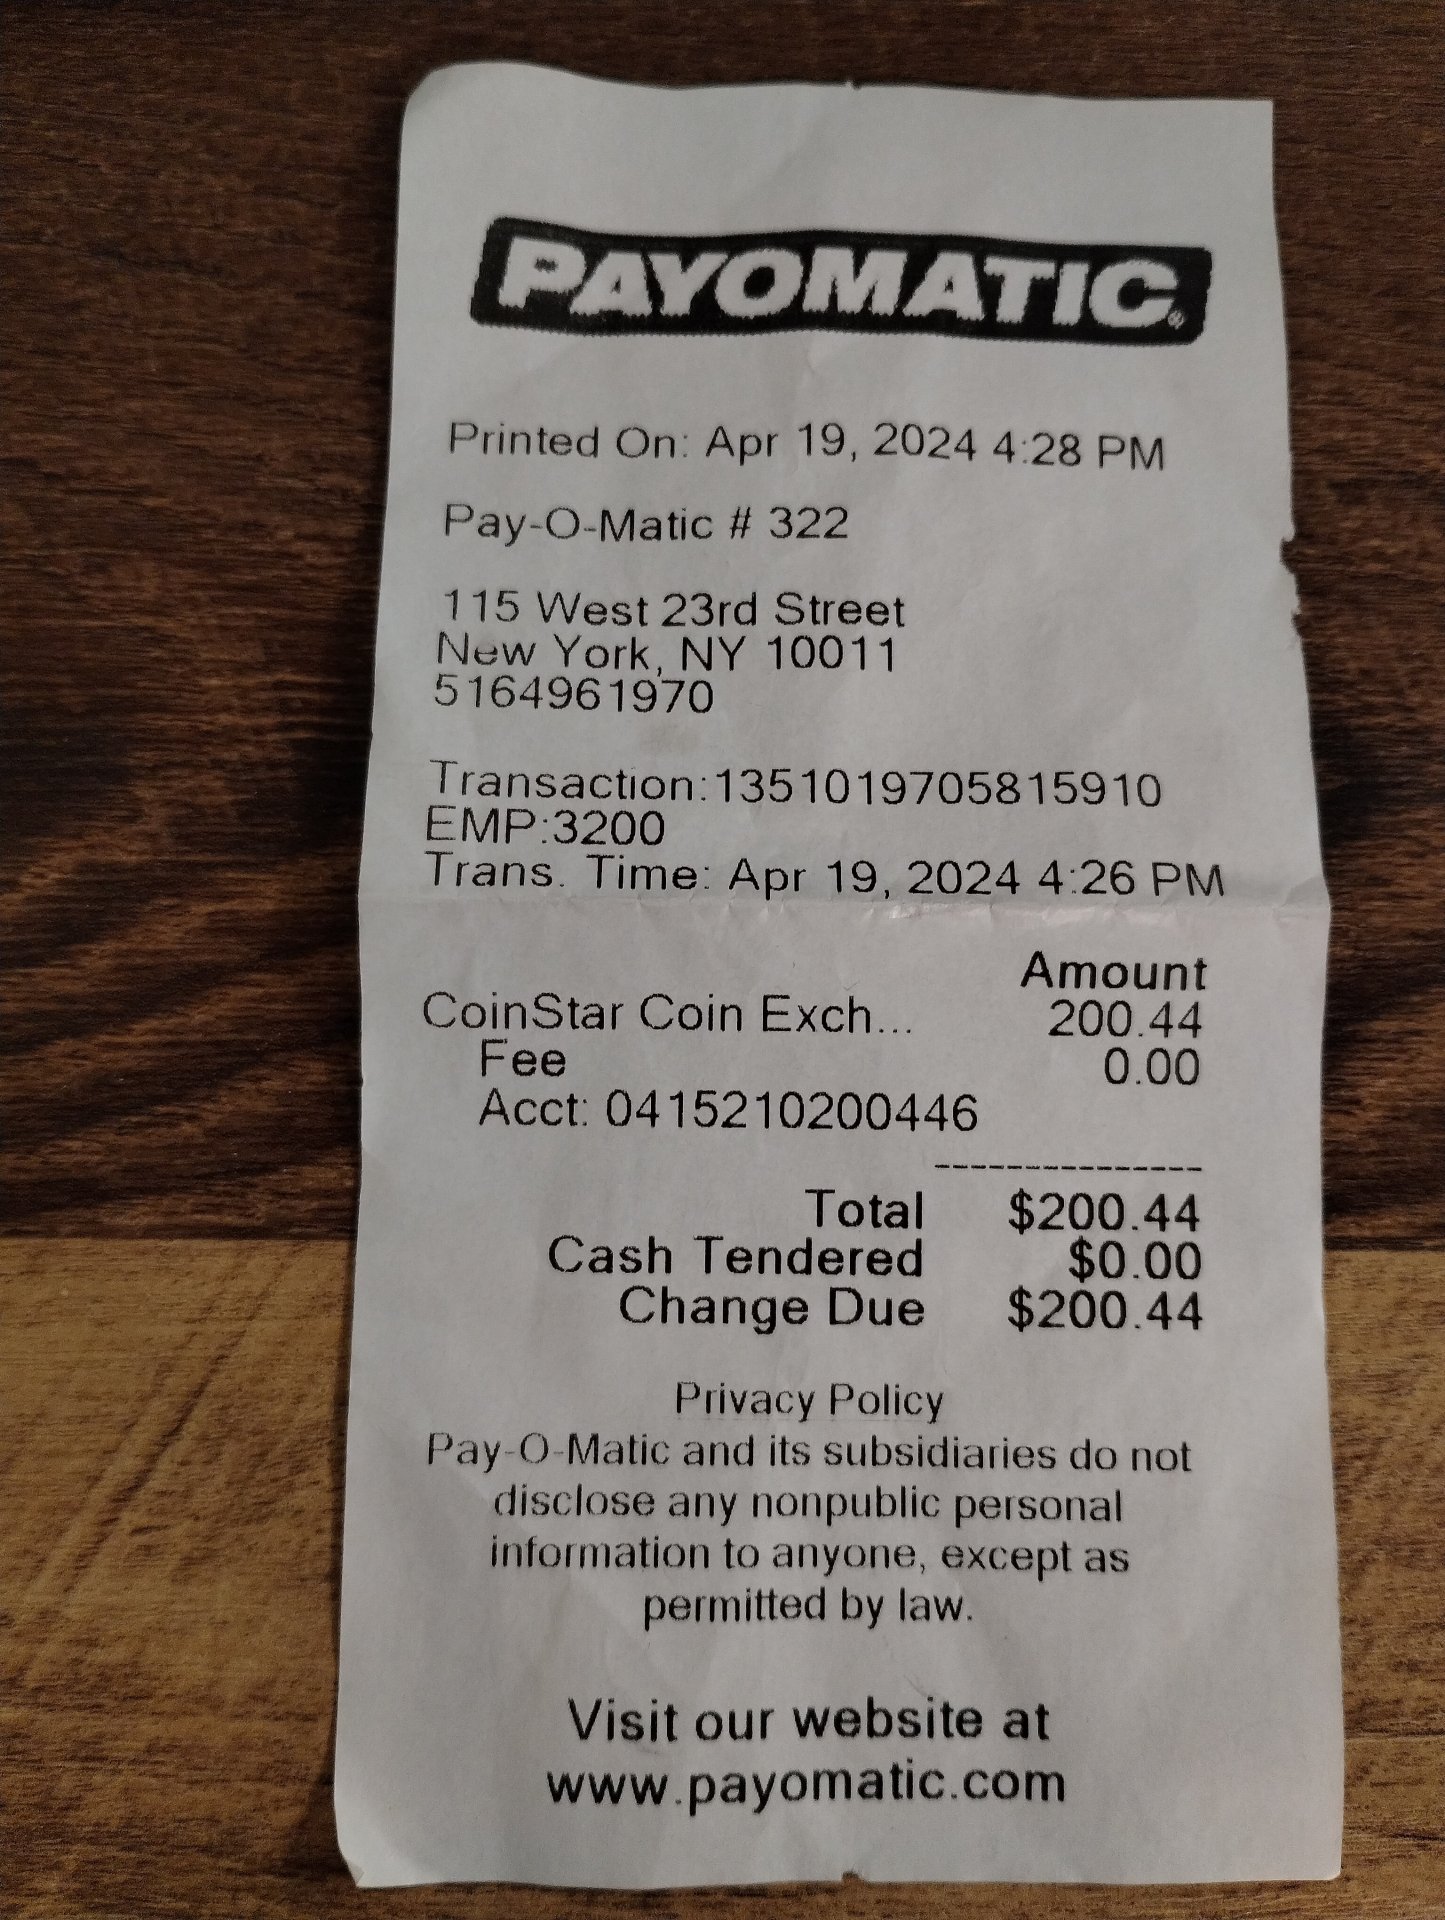 PAYOMATIC®
Printed On: Apr 19, 2024 4:28 PM
Pay-O-Matic # 322
115 West 23rd Street
New York, NY 10011
5164961970
Transaction:1351019705815910
EMP:3200
Trans. Time: Apr 19, 2024 4:26 PM
Amount
CoinStar Coin Exch... 200.44
Fee 0.00
Acct: 0415210200446
---------------
Total $200.44
Cash Tendered $0.00
Change Due $200.44
Privacy Policy
Pay-O-Matic and its subsidiaries do not
disclose any nonpublic personal
information to anyone, except as
permitted by law.
Visit our website at
www.payomatic.com